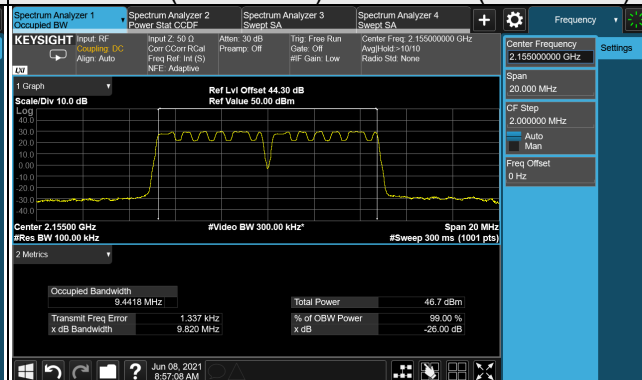 Spectrum Analyzer 1
Occupied BW
Spectrum Analyzer 2
Power Stat CCDF
Spectrum Analyzer 3
Swept SA
Spectrum Analyzer 4
Swept SA
Frequency
KEYSIGHT
Input: RF
Coupling: DC
Align: Auto
Input Z: 50 Ω
Corr CCorr RCal
Freq Ref: Int (S)
NFE: Adaptive
Atten: 30 dB
Preamp: Off
Trig: Free Run
Gate: Off
#IF Gain: Low
Center Freq: 2.155000000 GHz
Avg|Hold:>10/10
Radio Std: None
LXI
Center Frequency
2.155000000 GHz
Settings
Span
20.000 MHz
CF Step
2.000000 MHz
Auto
Man
Freq Offset
0 Hz
1 Graph
Scale/Div 10.0 dB
Ref Lvl Offset 44.30 dB
Ref Value 50.00 dBm
Log
40.0
30.0
20.0
10.0
0.00
-10.0
-20.0
-30.0
-40.0
Center 2.15500 GHz
#Res BW 100.00 kHz
#Video BW 300.00 kHz*
Span 20 MHz
#Sweep 300 ms (1001 pts)
2 Metrics
Occupied Bandwidth
9.4418 MHz
Transmit Freq Error 1.337 kHz
x dB Bandwidth 9.820 MHz
Total Power 46.7 dBm
% of OBW Power 99.00 %
x dB -26.00 dB
?
Jun 08, 2021
8:57:08 AM